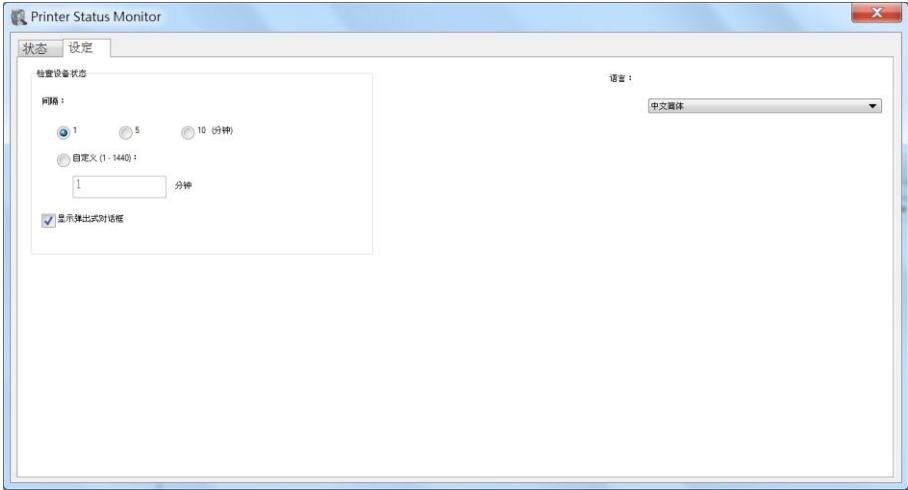 Printer Status Monitor
状态 设定
检查设备状态
语言：
间隔：
中文简体
1 5 10 (分钟)
自定义 (1 - 1440)：
1 分钟
显示弹出式对话框